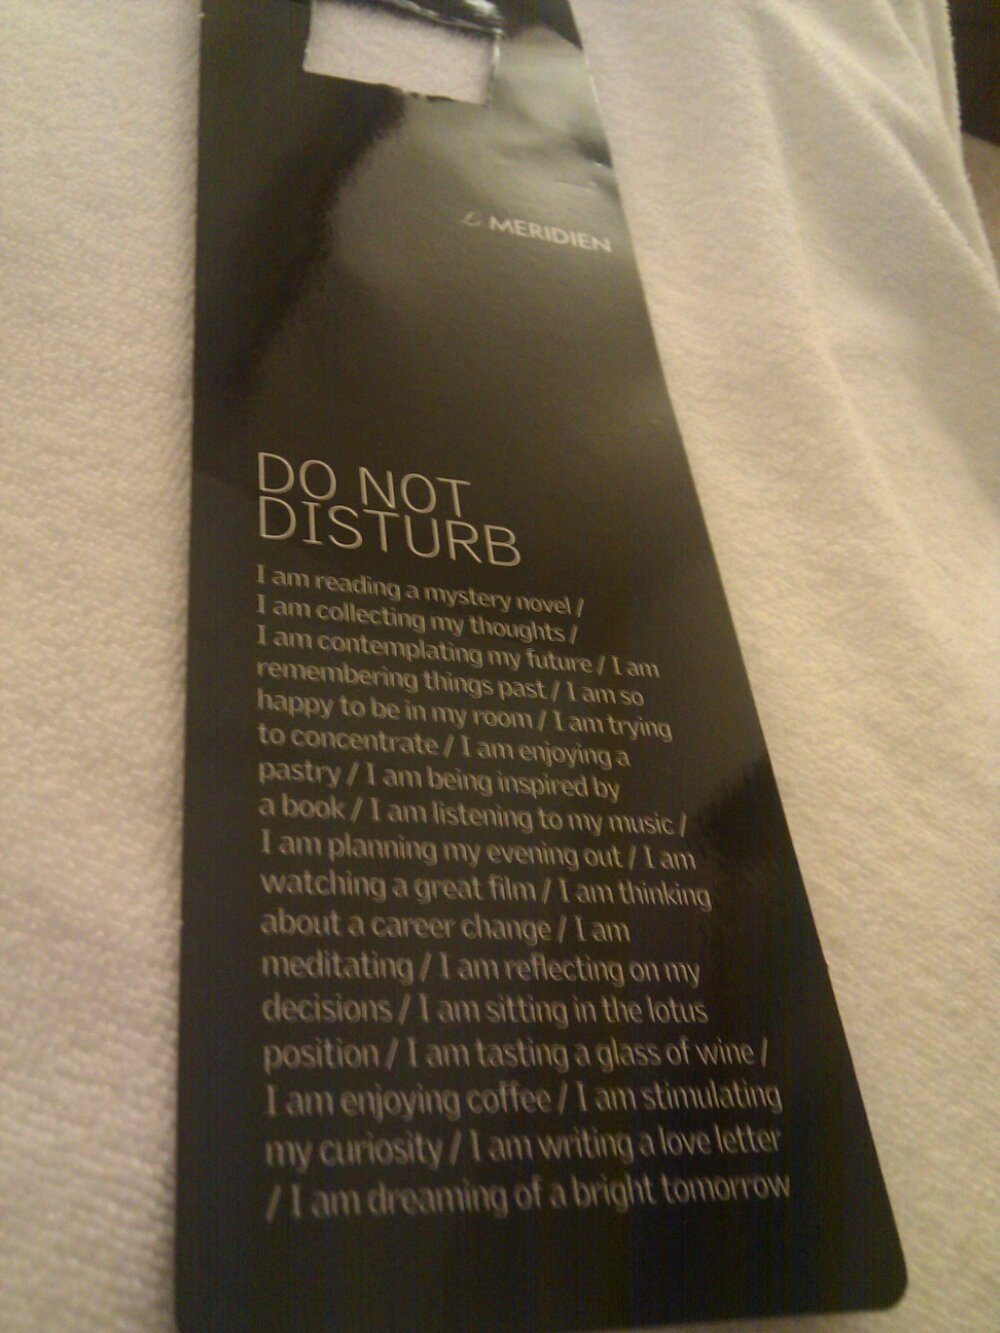 Le MERIDIEN
DO NOT
DISTURB
I am reading a mystery novel /
I am collecting my thoughts /
I am contemplating my future / I am
remembering things past / I am so
happy to be in my room / I am trying
to concentrate / I am enjoying a
pastry / I am being inspired by
a book / I am listening to my music /
I am planning my evening out / I am
watching a great film / I am thinking
about a career change / I am
meditating / I am reflecting on my
decisions / I am sitting in the lotus
position / I am tasting a glass of wine /
I am enjoying coffee / I am stimulating
my curiosity / I am writing a love letter
/ I am dreaming of a bright tomorrow